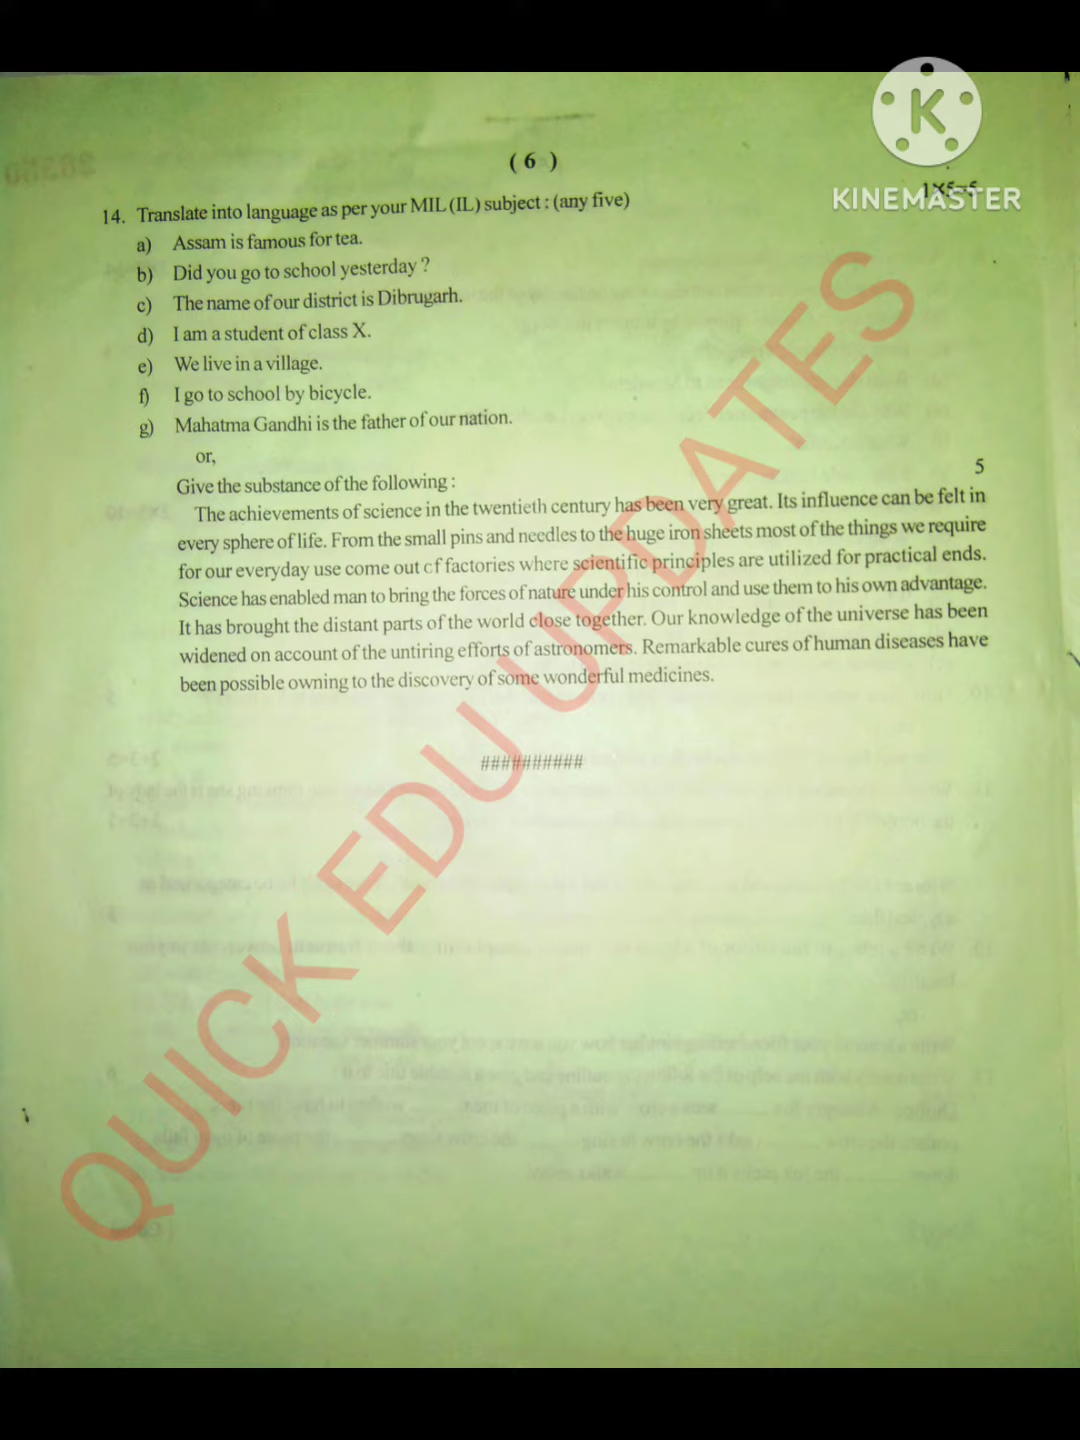 K
KINEMASTER
( 6 )
1×5=5
14. Translate into language as per your MIL (IL) subject : (any five)
a) Assam is famous for tea.
b) Did you go to school yesterday ?
c) The name of our district is Dibrugarh.
d) I am a student of class X.
e) We live in a village.
f) I go to school by bicycle.
g) Mahatma Gandhi is the father of our nation.
or,
Give the substance of the following :
5
The achievements of science in the twentieth century has been very great. Its influence can be felt in
every sphere of life. From the small pins and needles to the huge iron sheets most of the things we require
for our everyday use come out of factories where scientific principles are utilized for practical ends.
Science has enabled man to bring the forces of nature under his control and use them to his own advantage.
It has brought the distant parts of the world close together. Our knowledge of the universe has been
widened on account of the untiring efforts of astronomers. Remarkable cures of human diseases have
been possible owning to the discovery of some wonderful medicines.
##########
QUICK EDU UPDATES